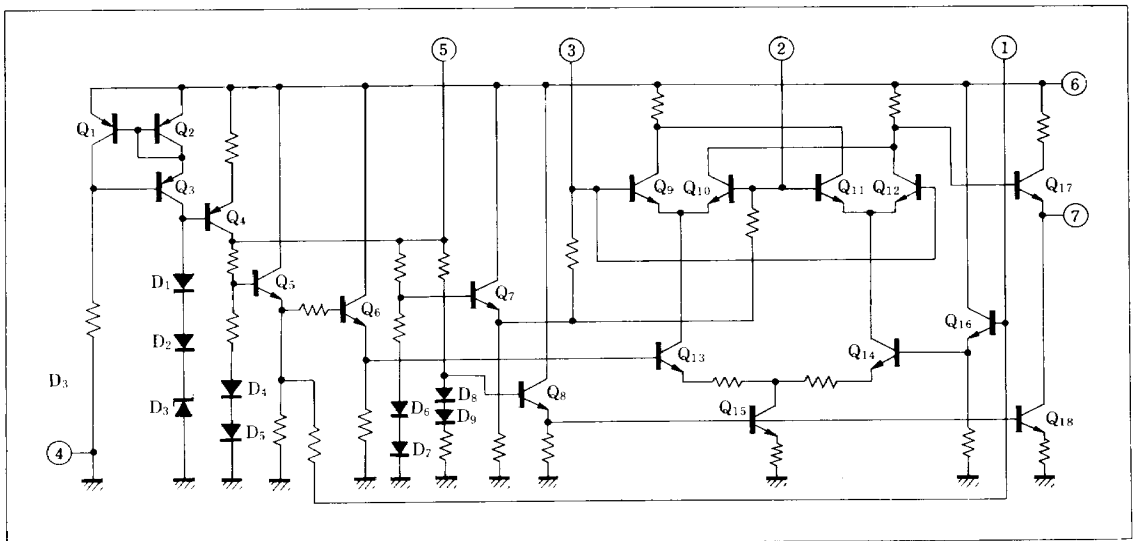 ⑤ ③ ② ①
⑥
Q₁ Q₂
Q₃
Q₄
Q₉ Q₁₀ Q₁₁ Q₁₂
Q₁₇
⑦
D₁
Q₅ Q₆ Q₇
Q₁₆
D₂
Q₁₃ Q₁₄
D₃
D₃ D₄ D₆ D₈ Q₈
D₉ Q₁₅ Q₁₈
D₅ D₇
④